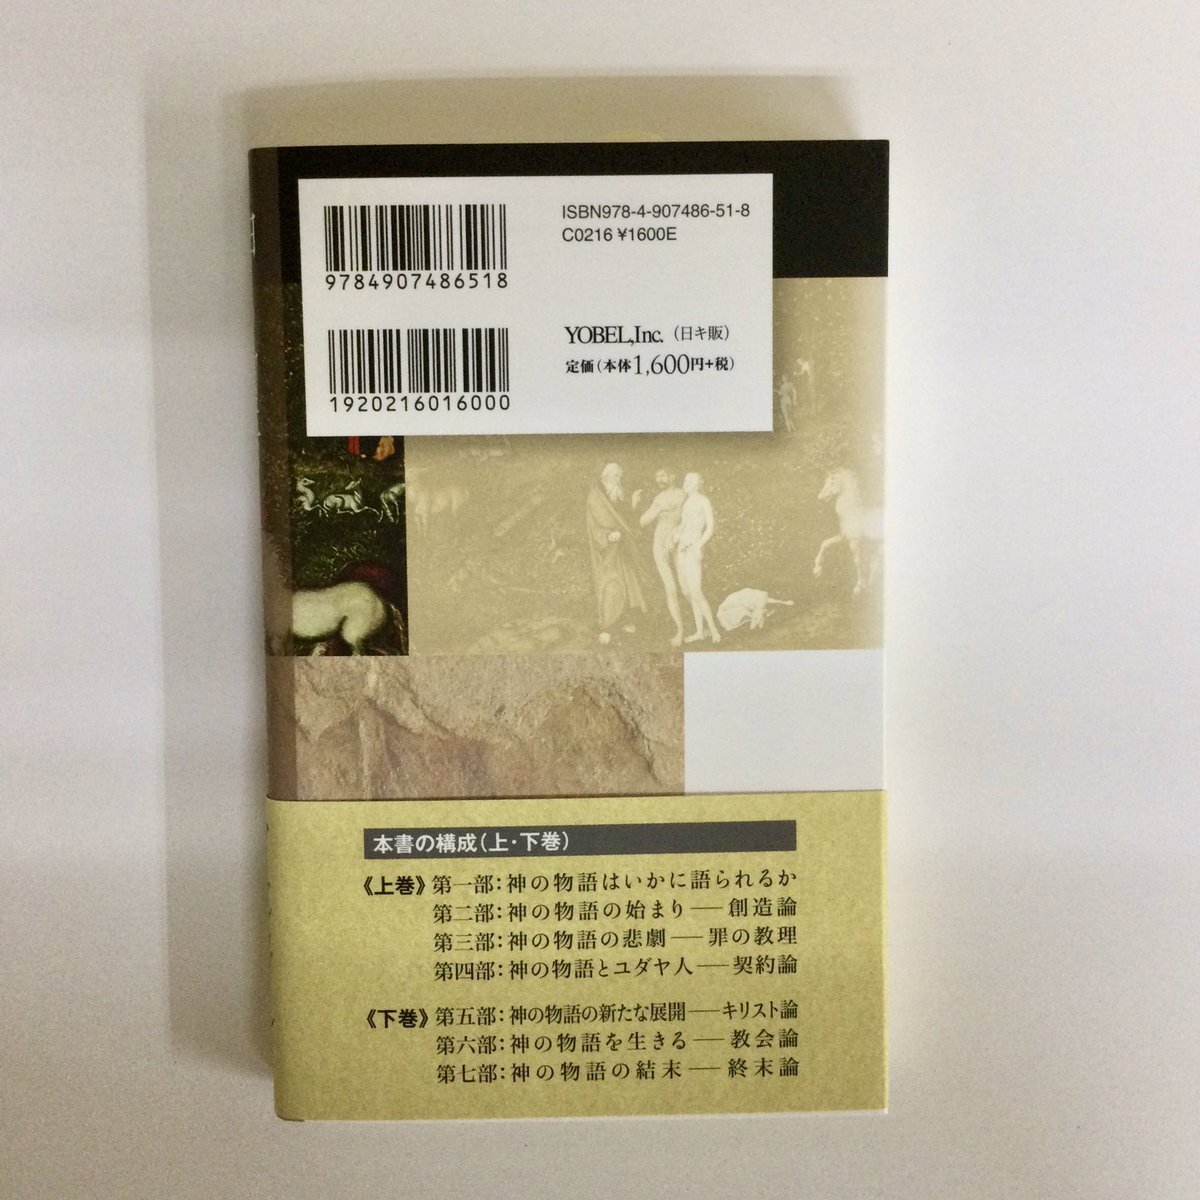 ISBN978-4-907486-51-8
C0216 ¥1600E
9784907486518
YOBEL,Inc.（日キ販）
定価（本体1,600円+税）
1920216016000
本書の構成（上・下巻）
《上巻》第一部：神の物語はいかに語られるか
第二部：神の物語の始まり──創造論
第三部：神の物語の悲劇──罪の教理
第四部：神の物語とユダヤ人──契約論
《下巻》第五部：神の物語の新たな展開──キリスト論
第六部：神の物語を生きる──教会論
第七部：神の物語の結末──終末論